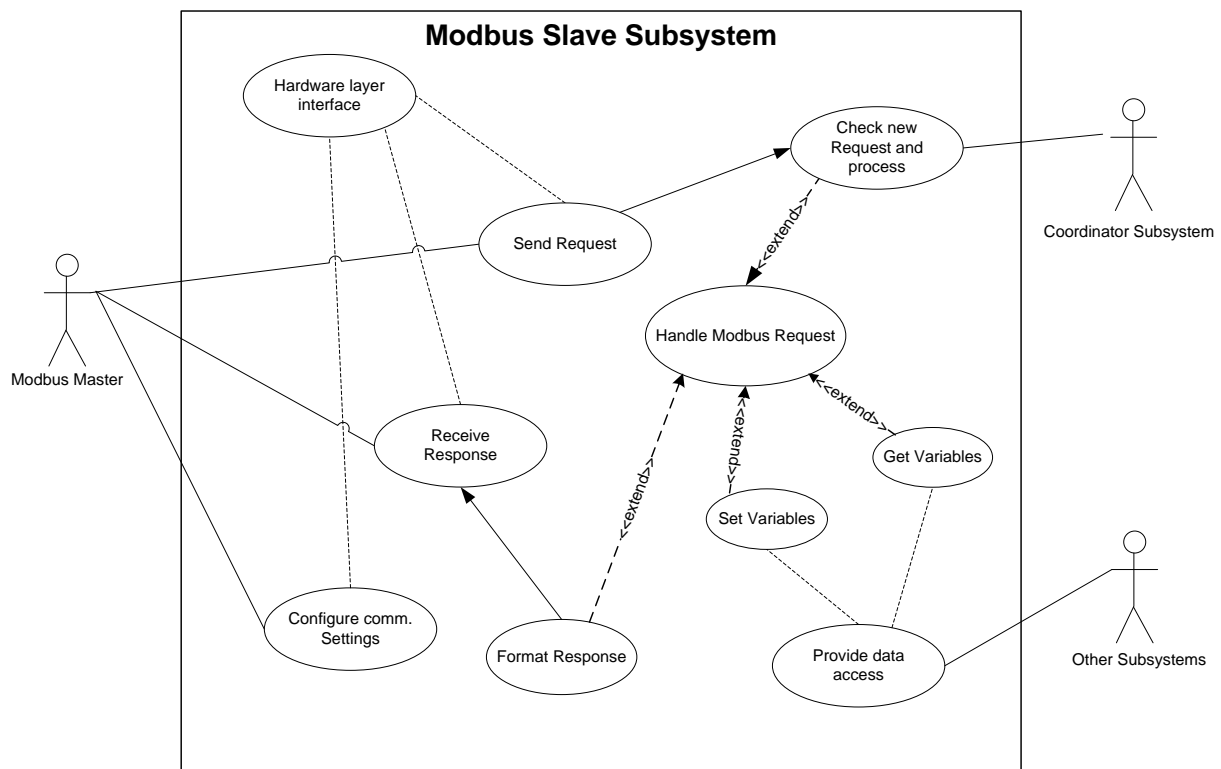 Modbus Slave Subsystem
Hardware layer
interface
Check new
Request and
process
Send Request
<<extend>>
Coordinator Subsystem
Handle Modbus Request
Modbus Master
<<extend>>
<<extend>>
Receive
Response
Get Variables
<<extend>>
Set Variables
Configure comm.
Settings
Format Response
Provide data
access
Other Subsystems